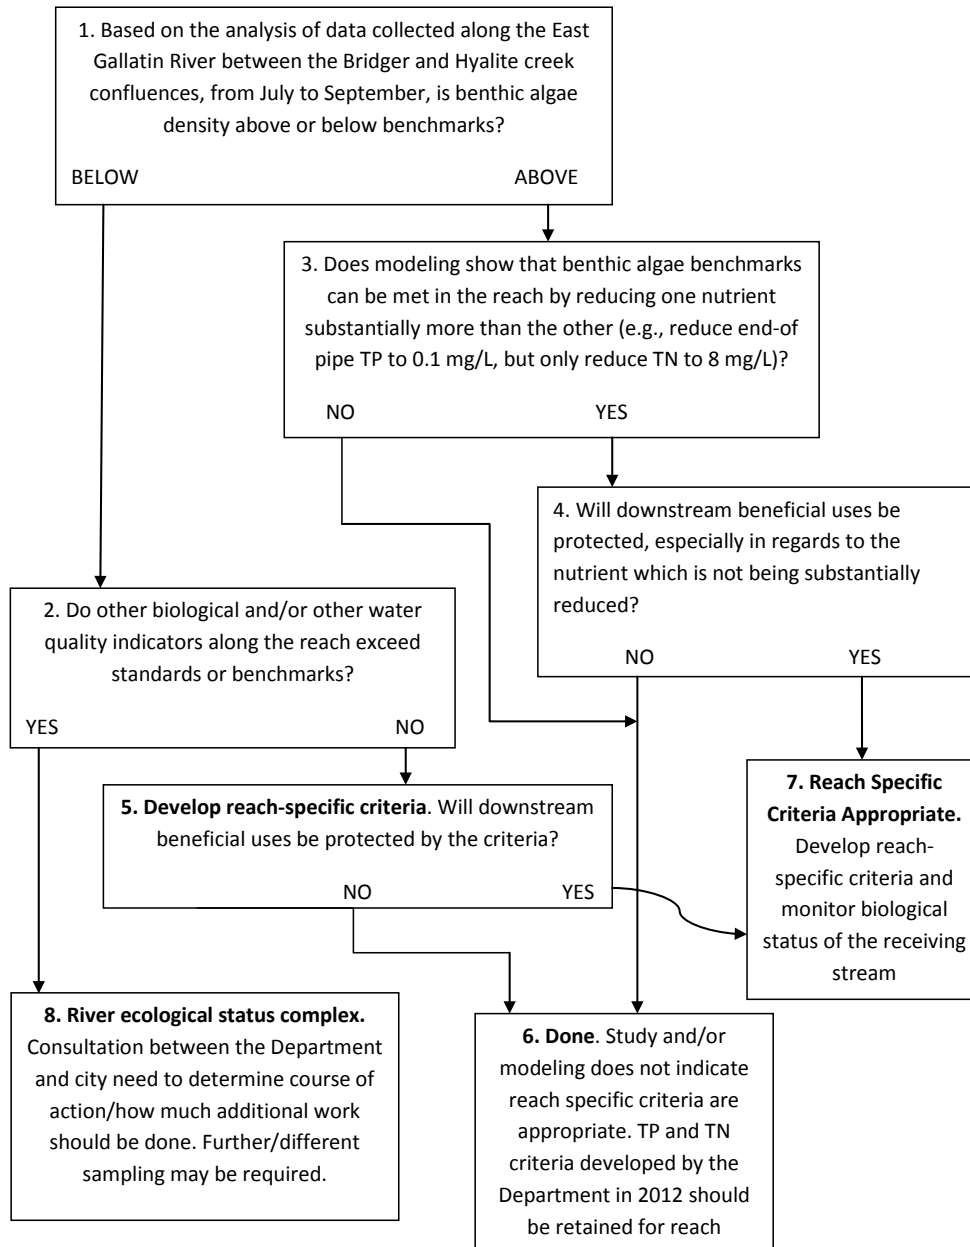 1. Based on the analysis of data collected along the East
Gallatin River between the Bridger and Hyalite creek
confluences, from July to September, is benthic algae
density above or below benchmarks?
BELOW ABOVE
3. Does modeling show that benthic algae benchmarks
can be met in the reach by reducing one nutrient
substantially more than the other (e.g., reduce end-of
pipe TP to 0.1 mg/L, but only reduce TN to 8 mg/L)?
NO YES
4. Will downstream beneficial uses be
protected, especially in regards to the
nutrient which is not being substantially
reduced?
NO YES
2. Do other biological and/or other water
quality indicators along the reach exceed
standards or benchmarks?
YES NO
5. Develop reach-specific criteria. Will downstream
beneficial uses be protected by the criteria?
NO YES
7. Reach Specific
Criteria Appropriate.
Develop reach-
specific criteria and
monitor biological
status of the receiving
stream
8. River ecological status complex.
Consultation between the Department
and city need to determine course of
action/how much additional work
should be done. Further/different
sampling may be required.
6. Done. Study and/or
modeling does not indicate
reach specific criteria are
appropriate. TP and TN
criteria developed by the
Department in 2012 should
be retained for reach